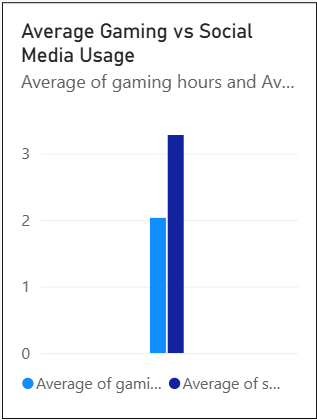 Average Gaming vs Social
Media Usage
Average of gaming hours and Av...
3
2
1
0
Average of gami... Average of s...